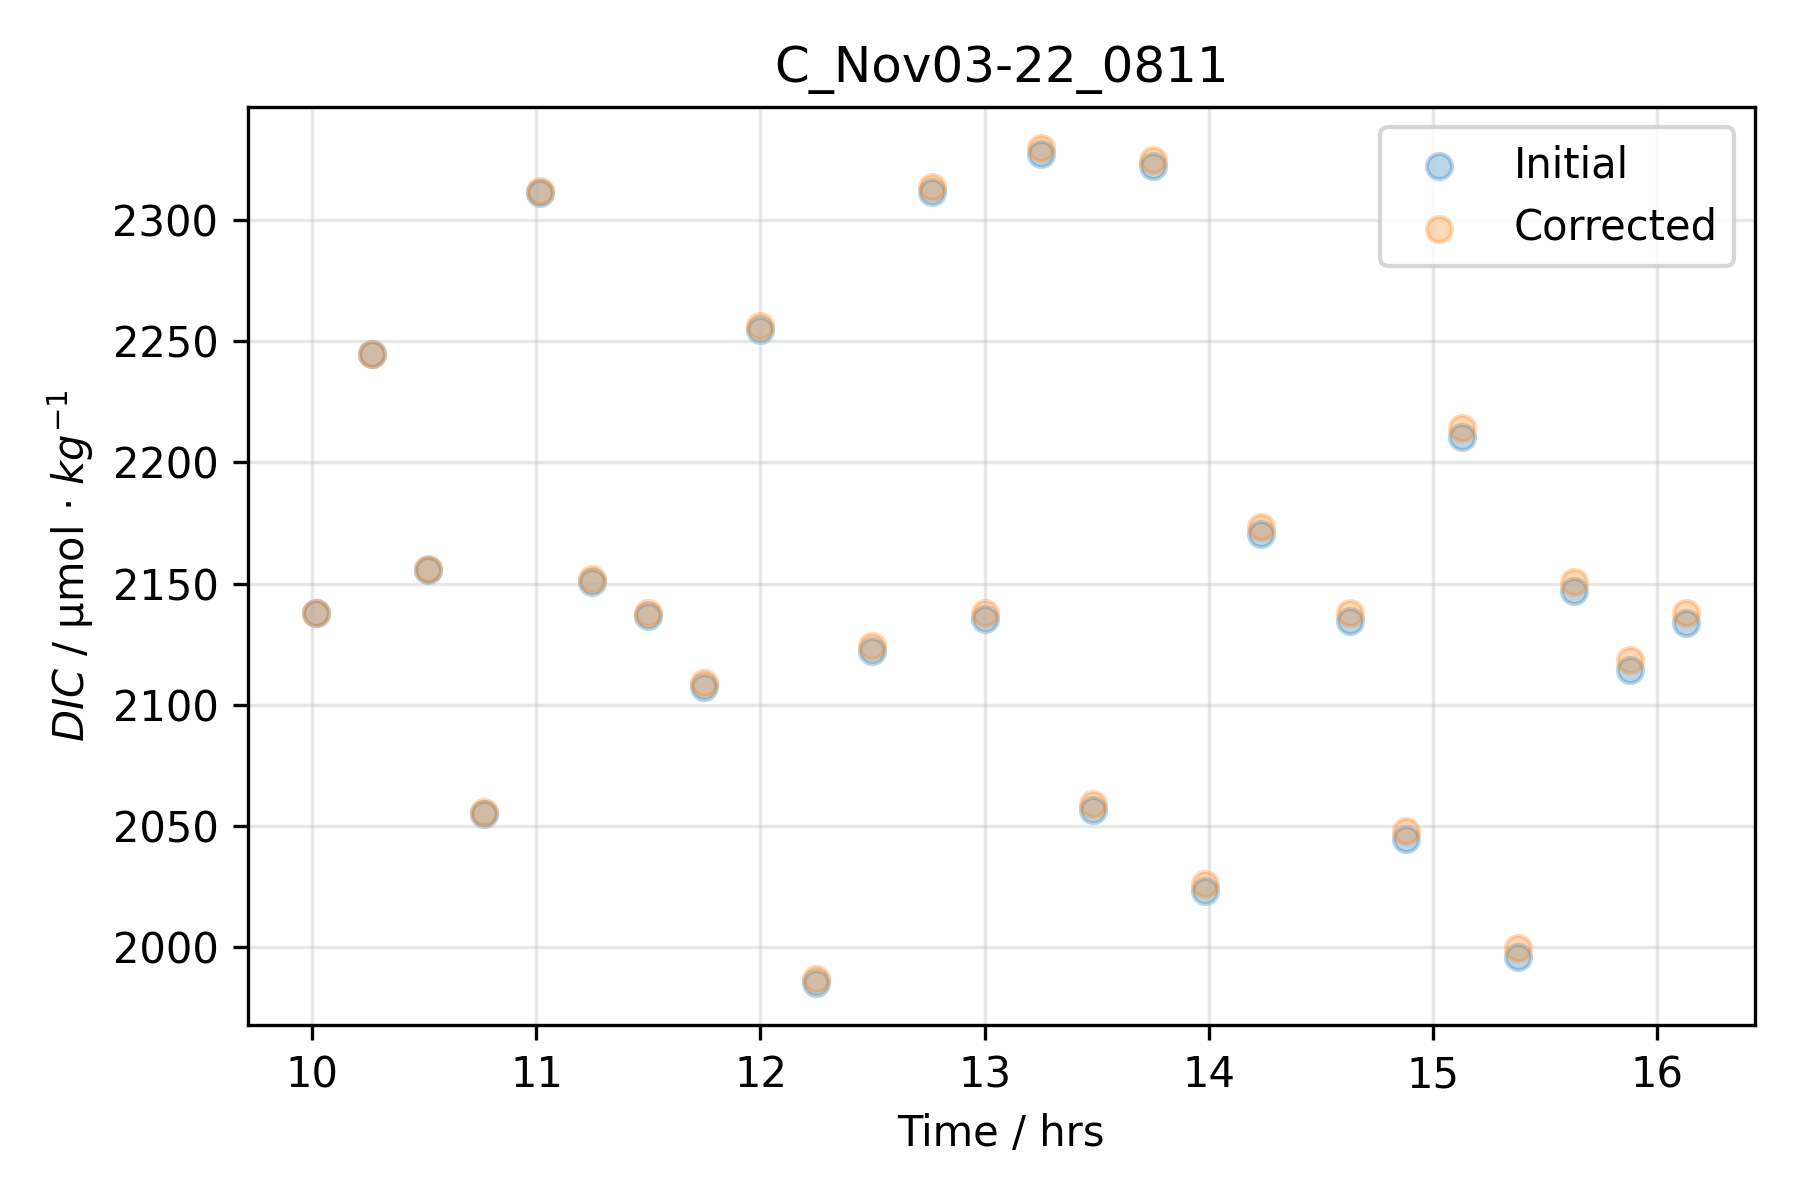 C_Nov03-22_0811
Initial
Corrected
2300
2250
2200
2150
2100
2050
2000
DIC / μmol · kg⁻¹
10 11 12 13 14 15 16
Time / hrs